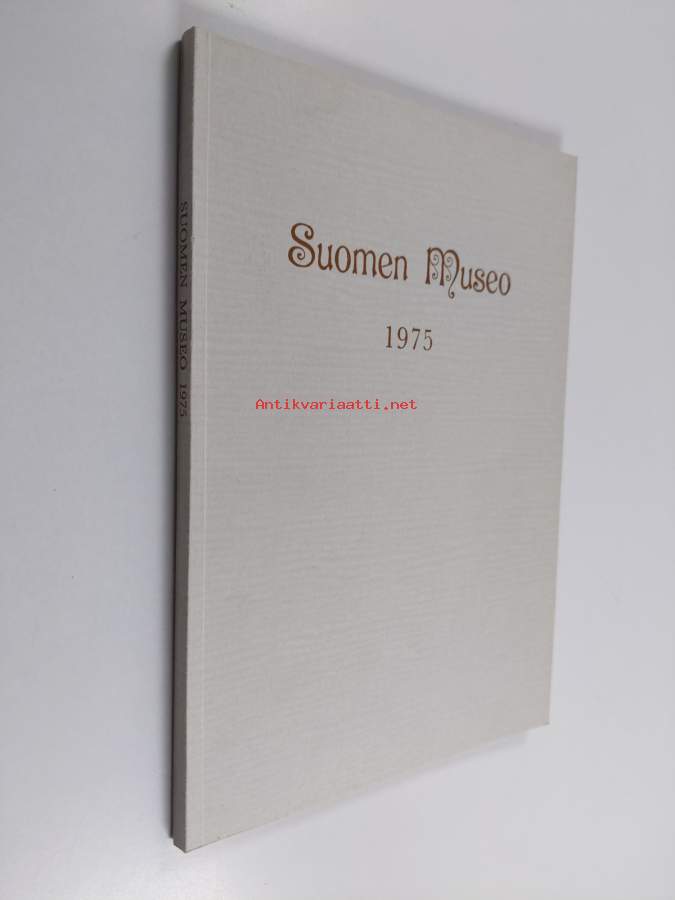 Suomen Museo
1975
Antikvariaatti.net
SUOMEN MUSEO 1975